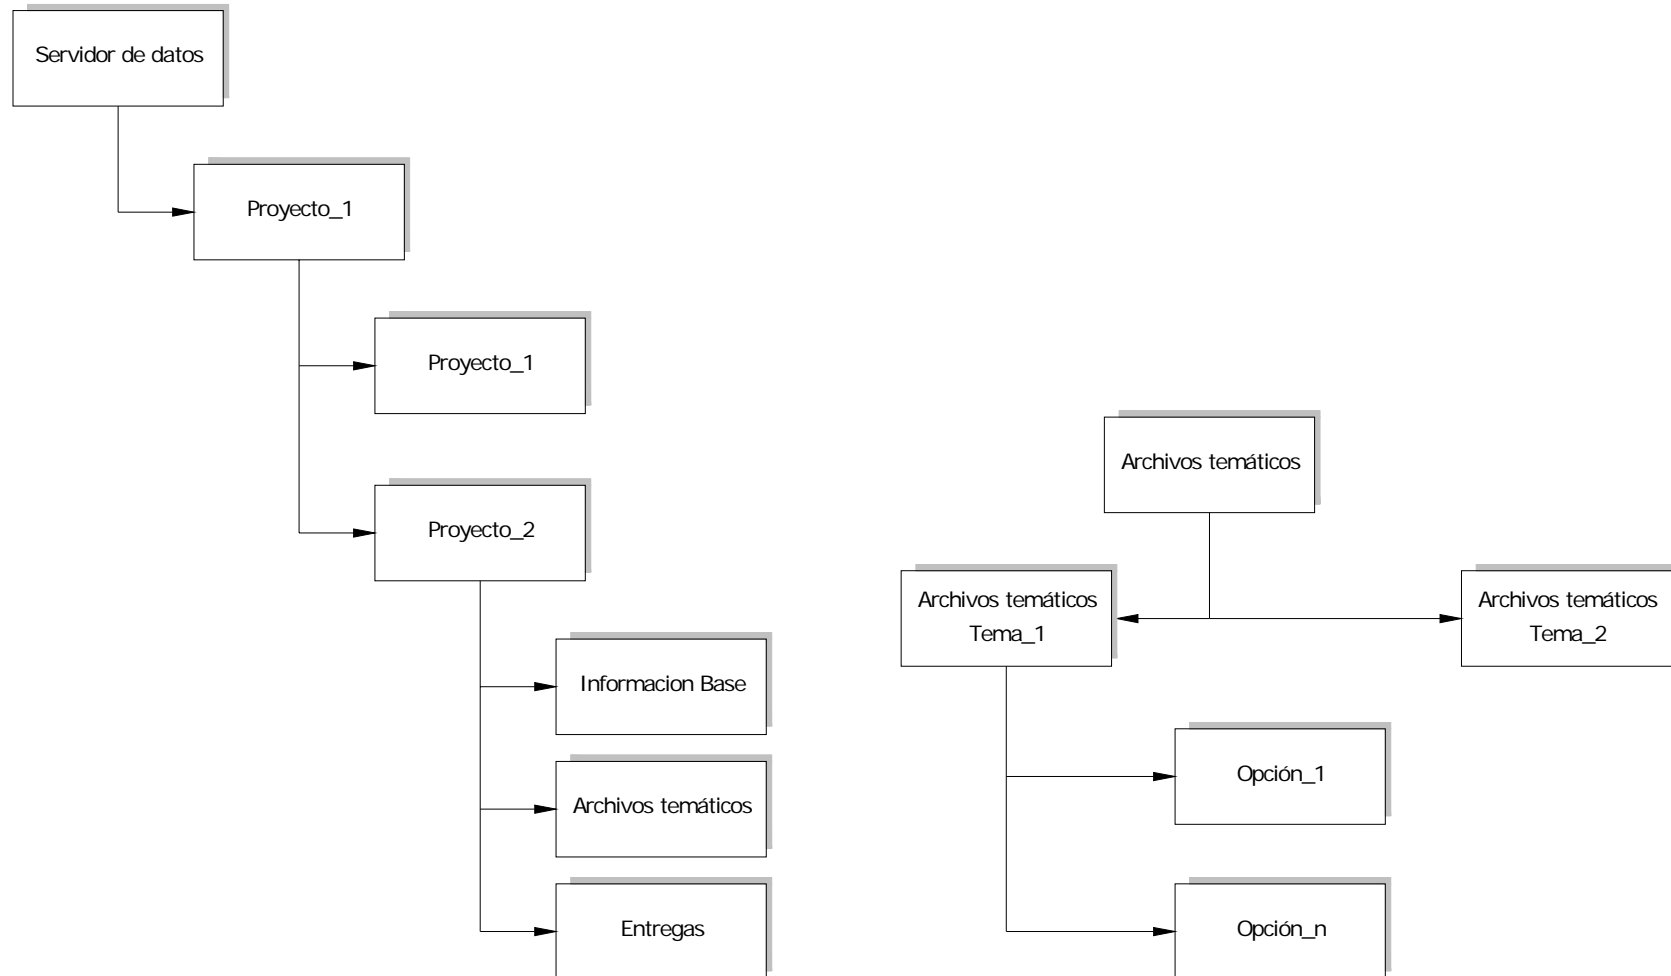 Servidor de datos
Proyecto_1
Proyecto_1
Proyecto_2
Informacion Base
Archivos temáticos
Entregas
Archivos temáticos
Archivos temáticos
Tema_1
Archivos temáticos
Tema_2
Opción_1
Opción_n